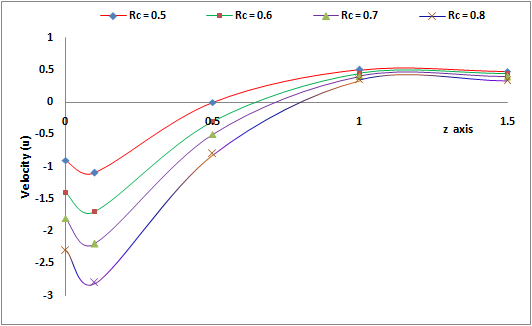 Rc = 0.5 Rc = 0.6 Rc = 0.7 Rc = 0.8
1
0.5
0
-0.5
-1
-1.5
-2
-2.5
-3
0 0.5 1 1.5
z axis
Velocity (u)